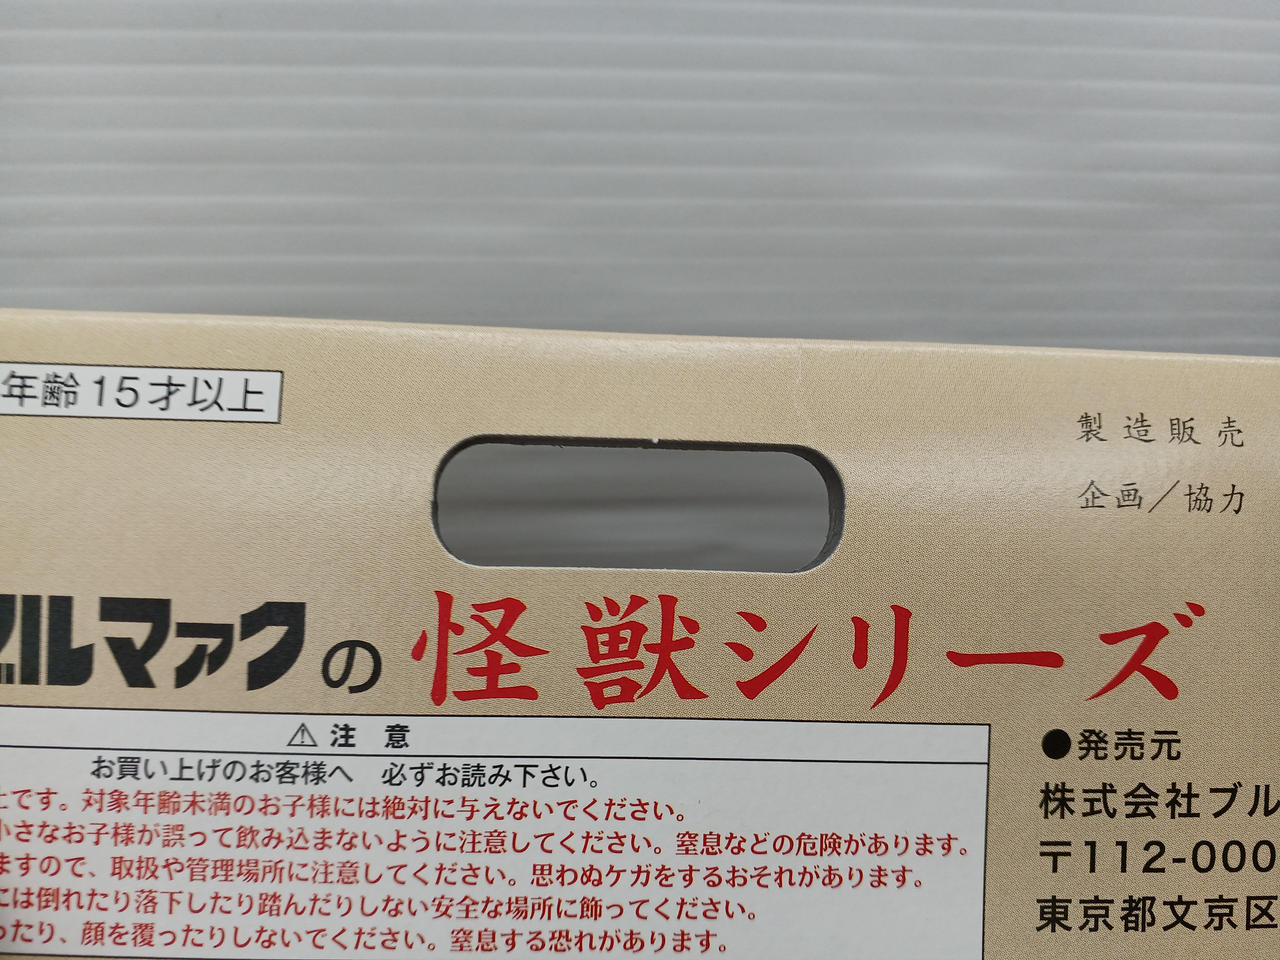 年齢15才以上
製造販売
企画／協力
ブルマァクの怪獣シリーズ
⚠注意
お買い上げのお客様へ 必ずお読み下さい。
上です。対象年齢未満のお子様には絶対に与えないでください。
小さなお子様が誤って飲み込まないように注意してください。窒息などの危険があります。
ますので、取扱や管理場所に注意してください。思わぬケガをするおそれがあります。
には倒れたり落下したり踏んだりしない安全な場所に飾ってください。
ったり、顔を覆ったりしないでください。窒息する恐れがあります。
●発売元
株式会社ブル
〒112-000
東京都文京区